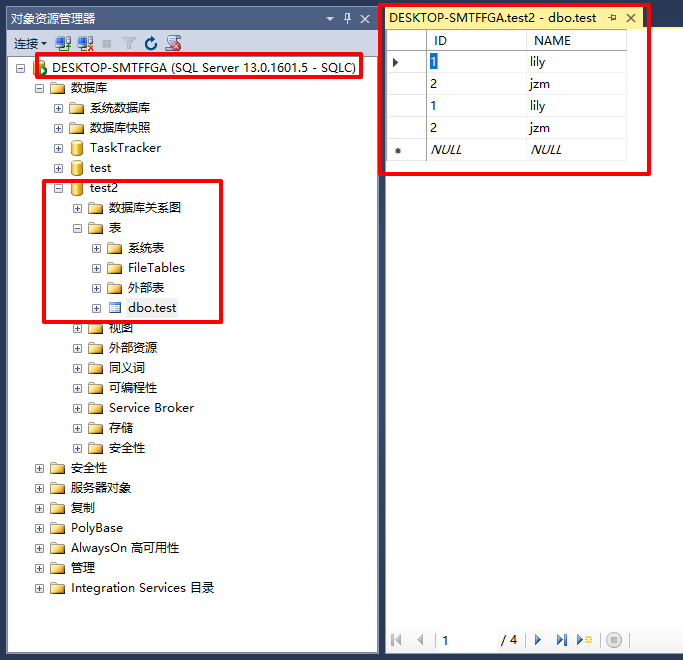 对象资源管理器
连接
DESKTOP-SMTFFGA (SQL Server 13.0.1601.5 - SQLC)
数据库
系统数据库
数据库快照
TaskTracker
test
test2
数据库关系图
表
系统表
FileTables
外部表
dbo.test
视图
外部资源
同义词
可编程性
Service Broker
存储
安全性
安全性
服务器对象
复制
PolyBase
AlwaysOn 高可用性
管理
Integration Services 目录
DESKTOP-SMTFFGA.test2 - dbo.test
ID NAME
1 lily
2 jzm
1 lily
2 jzm
NULL NULL
1 / 4